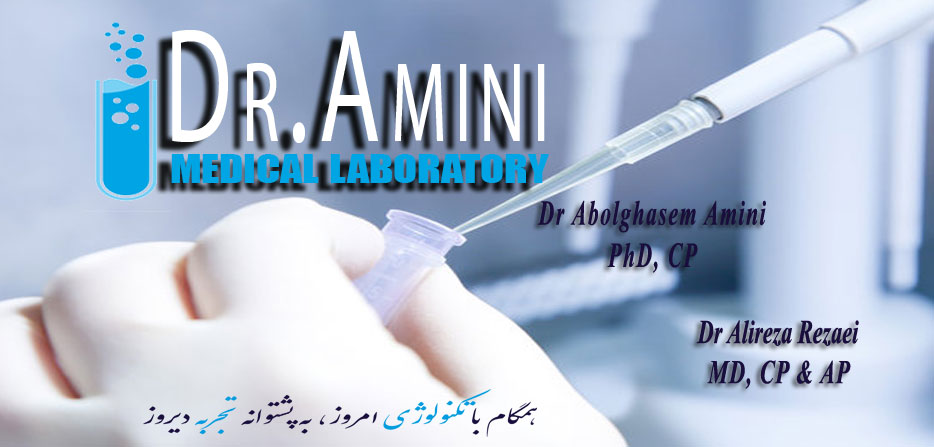 DR.AMINI
MEDICAL LABORATORY
Dr Abolghasem Amini
PhD, CP
Dr Alireza Rezaei
MD, CP & AP
همگام با تکنولوژی امروز، به پشتوانه تجربه دیروز